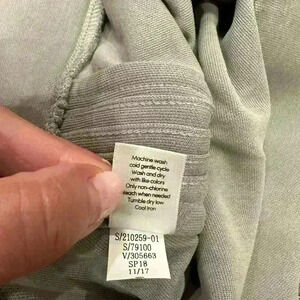 Machine wash
cold gentle cycle
Wash and dry
with like colors
Only non-chlorine
bleach when needed
Tumble dry low
Cool Iron
S/210259-01
S/79100
V/305663
SP18
11/17